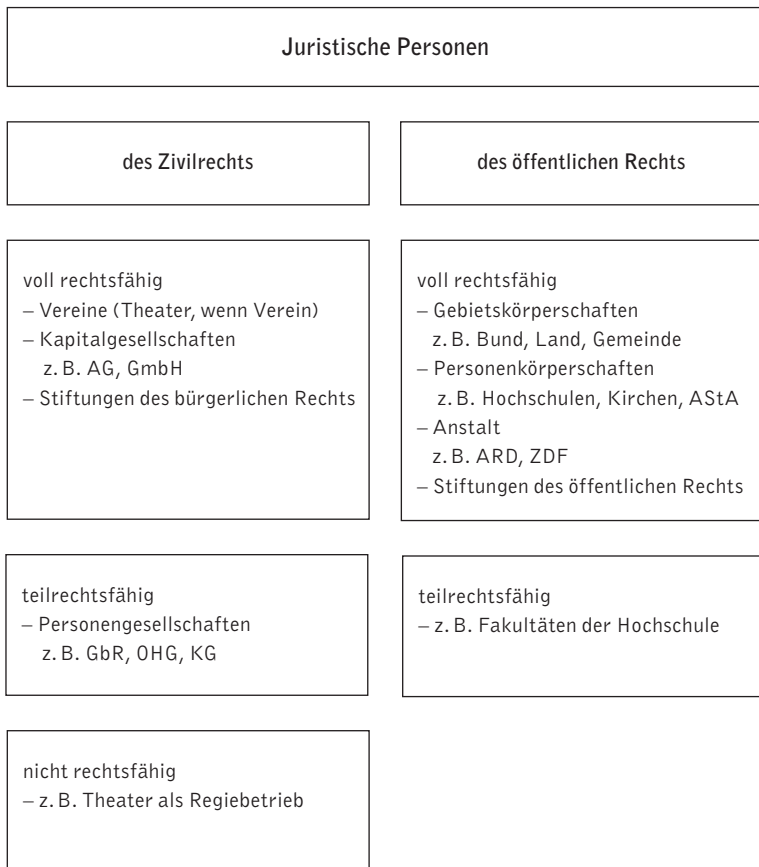 Juristische Personen
des Zivilrechts
des öffentlichen Rechts
voll rechtsfähig
– Vereine (Theater, wenn Verein)
– Kapitalgesellschaften
z. B. AG, GmbH
– Stiftungen des bürgerlichen Rechts
voll rechtsfähig
– Gebietskörperschaften
z. B. Bund, Land, Gemeinde
– Personenkörperschaften
z. B. Hochschulen, Kirchen, AStA
– Anstalt
z. B. ARD, ZDF
– Stiftungen des öffentlichen Rechts
teilrechtsfähig
– Personengesellschaften
z. B. GbR, OHG, KG
teilrechtsfähig
– z. B. Fakultäten der Hochschule
nicht rechtsfähig
– z. B. Theater als Regiebetrieb